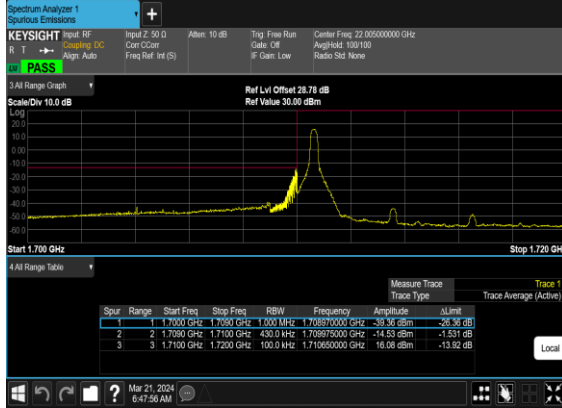 Spectrum Analyzer 1
Spurious Emissions
KEYSIGHT Input: RF Input Z: 50 Ω Atten: 10 dB Trig: Free Run Center Freq: 22.005000000 GHz
R T Coupling: DC Corr CCorr Gate: Off Avg|Hold: 100/100
Align: Auto Freq Ref: Int (S) IF Gain: Low Radio Std: None
PASS
3 All Range Graph
Ref Lvl Offset 28.78 dB
Scale/Div 10.0 dB Ref Value 30.00 dBm
Log
20.0
10.0
0.00
-10.0
-20.0
-30.0
-40.0
-50.0
-60.0
Start 1.700 GHz Stop 1.720 GH
4 All Range Table
Measure Trace Trace 1
Trace Type Trace Average (Active)
Spur Range Start Freq Stop Freq RBW Frequency Amplitude ΔLimit
1 1 1.7000 GHz 1.7090 GHz 1.000 MHz 1.708970000 GHz -39.36 dBm -26.36 dB
2 2 1.7090 GHz 1.7100 GHz 430.0 kHz 1.709975000 GHz -14.53 dBm -1.531 dB
3 3 1.7100 GHz 1.7200 GHz 100.0 kHz 1.710650000 GHz 16.08 dBm -13.92 dB
Local
Mar 21, 2024
6:47:56 AM